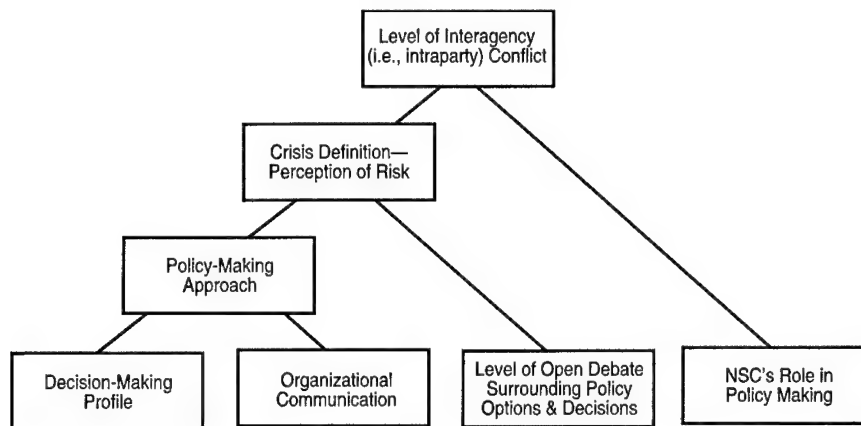 Level of Interagency
(i.e., intraparty) Conflict
Crisis Definition—
Perception of Risk
Policy-Making
Approach
Decision-Making
Profile
Organizational
Communication
Level of Open Debate
Surrounding Policy
Options & Decisions
NSC's Role in
Policy Making